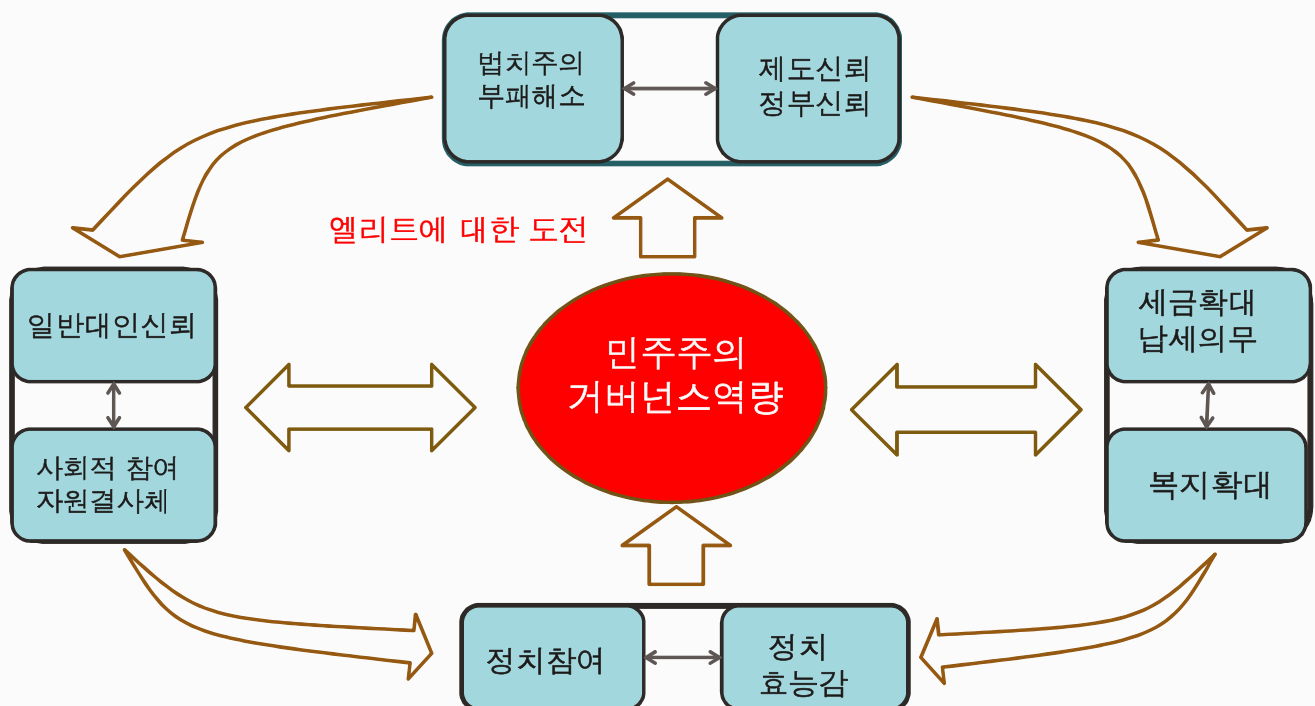 법치주의
부패해소
제도신뢰
정부신뢰
엘리트에 대한 도전
일반대인신뢰
사회적 참여
자원결사체
민주주의
거버넌스역량
세금확대
납세의무
복지확대
정치참여
정치
효능감